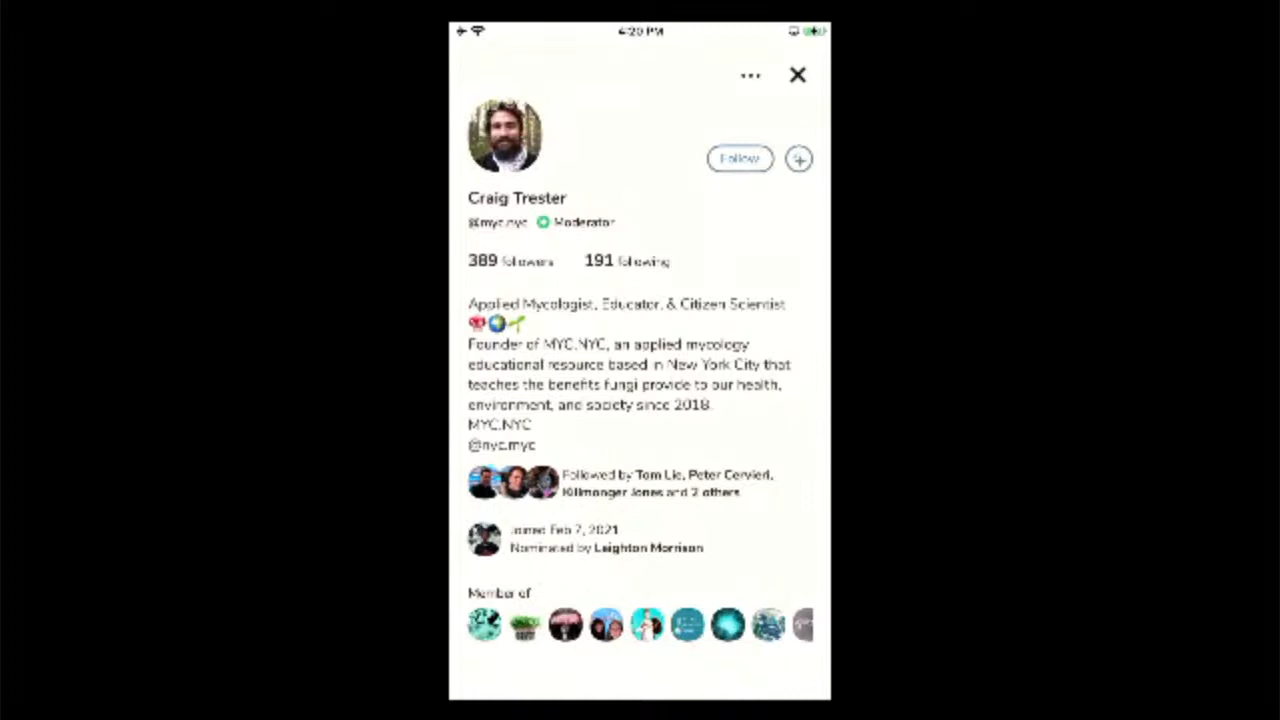 4:20 PM
Follow
Craig Trester
@myc.nyc Moderator
389 followers 191 following
Applied Mycologist, Educator, & Citizen Scientist
🍄🌍🌱
Founder of MYC.NYC, an applied mycology
educational resource based in New York City that
teaches the benefits fungi provide to our health,
environment, and society since 2018.
MYC.NYC
@nyc.myc
Followed by Tom Lie, Peter Cervieri,
Killmonger Jones and 2 others
Joined Feb 7, 2021
Nominated by Leighton Morrison
Member of